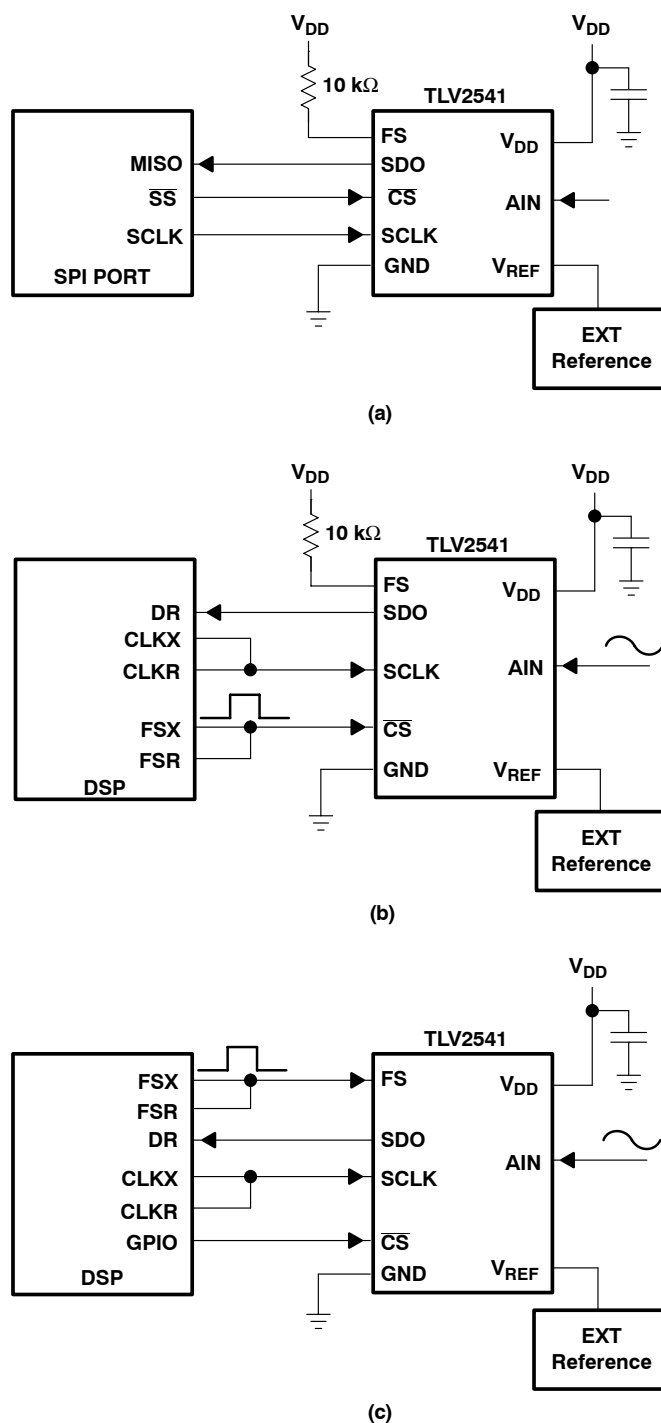 VDD
VDD
10 kΩ
TLV2541
FS
VDD
MISO
SDO
SS
CS
AIN
SCLK
SCLK
GND
VREF
SPI PORT
EXT
Reference
(a)
VDD
VDD
10 kΩ
TLV2541
FS
VDD
DR
SDO
CLKX
CLKR
SCLK
AIN
FSX
CS
FSR
GND
VREF
DSP
EXT
Reference
(b)
VDD
TLV2541
FSX
FS
VDD
FSR
DR
SDO
AIN
CLKX
SCLK
CLKR
GPIO
CS
GND
VREF
DSP
EXT
Reference
(c)